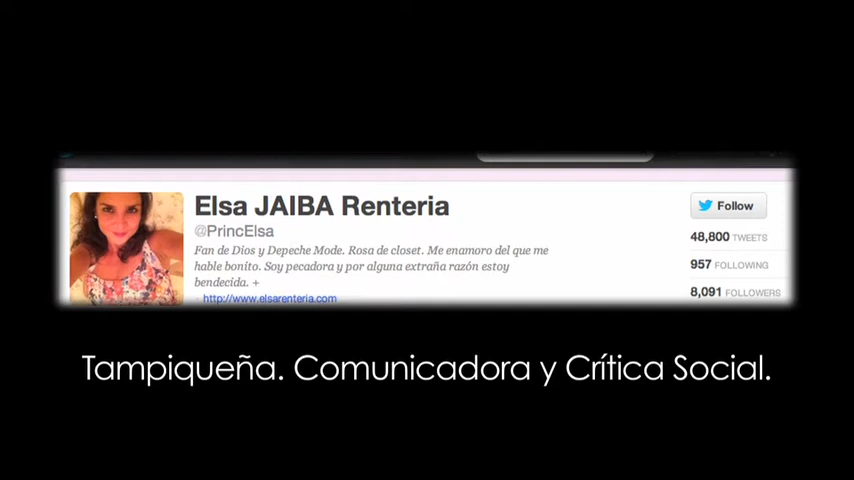 Elsa JAIBA Renteria
@PrincElsa
Fan de Dios y Depeche Mode. Rosa de closet. Me enamoro del que me
hable bonito. Soy pecadora y por alguna extraña razón estoy
bendecida. +
http://www.elsarenteria.com
Follow
48,800 TWEETS
957 FOLLOWING
8,091 FOLLOWERS
Tampiqueña. Comunicadora y Crítica Social.